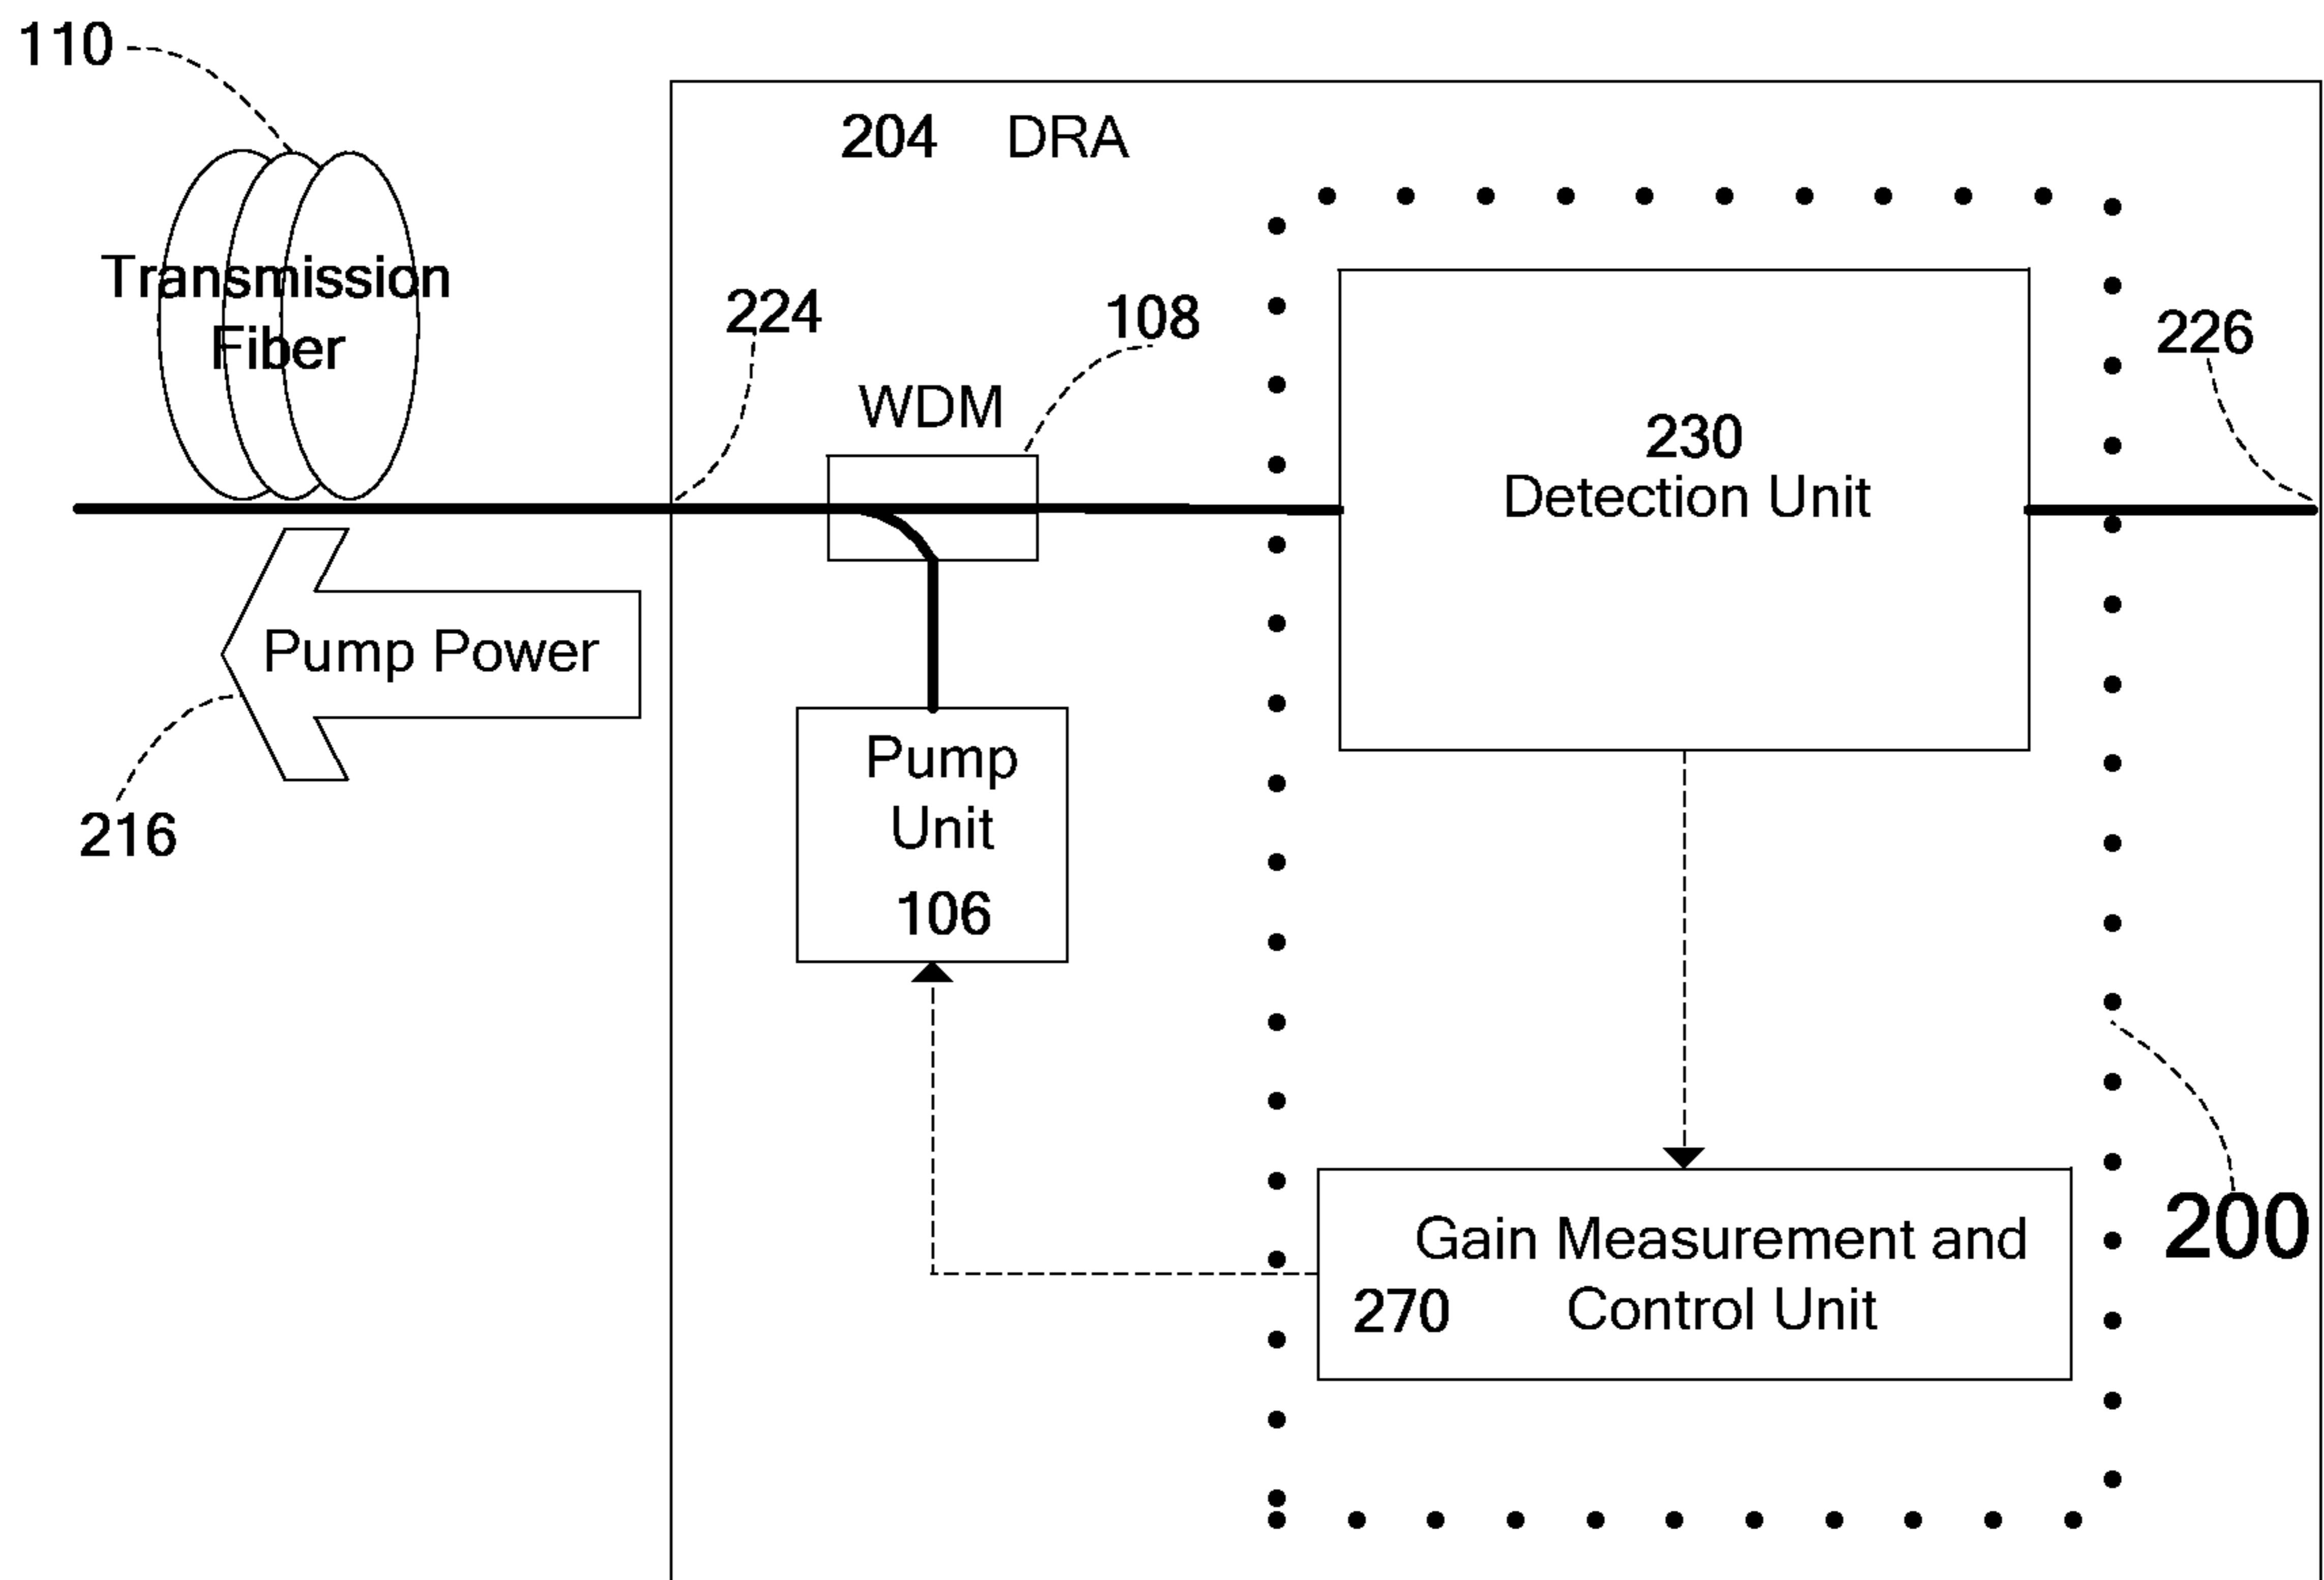 110
204 DRA
Transmission
Fiber
224
108
226
WDM
230
Detection Unit
Pump Power
216
Pump
Unit
106
200
Gain Measurement and
270 Control Unit